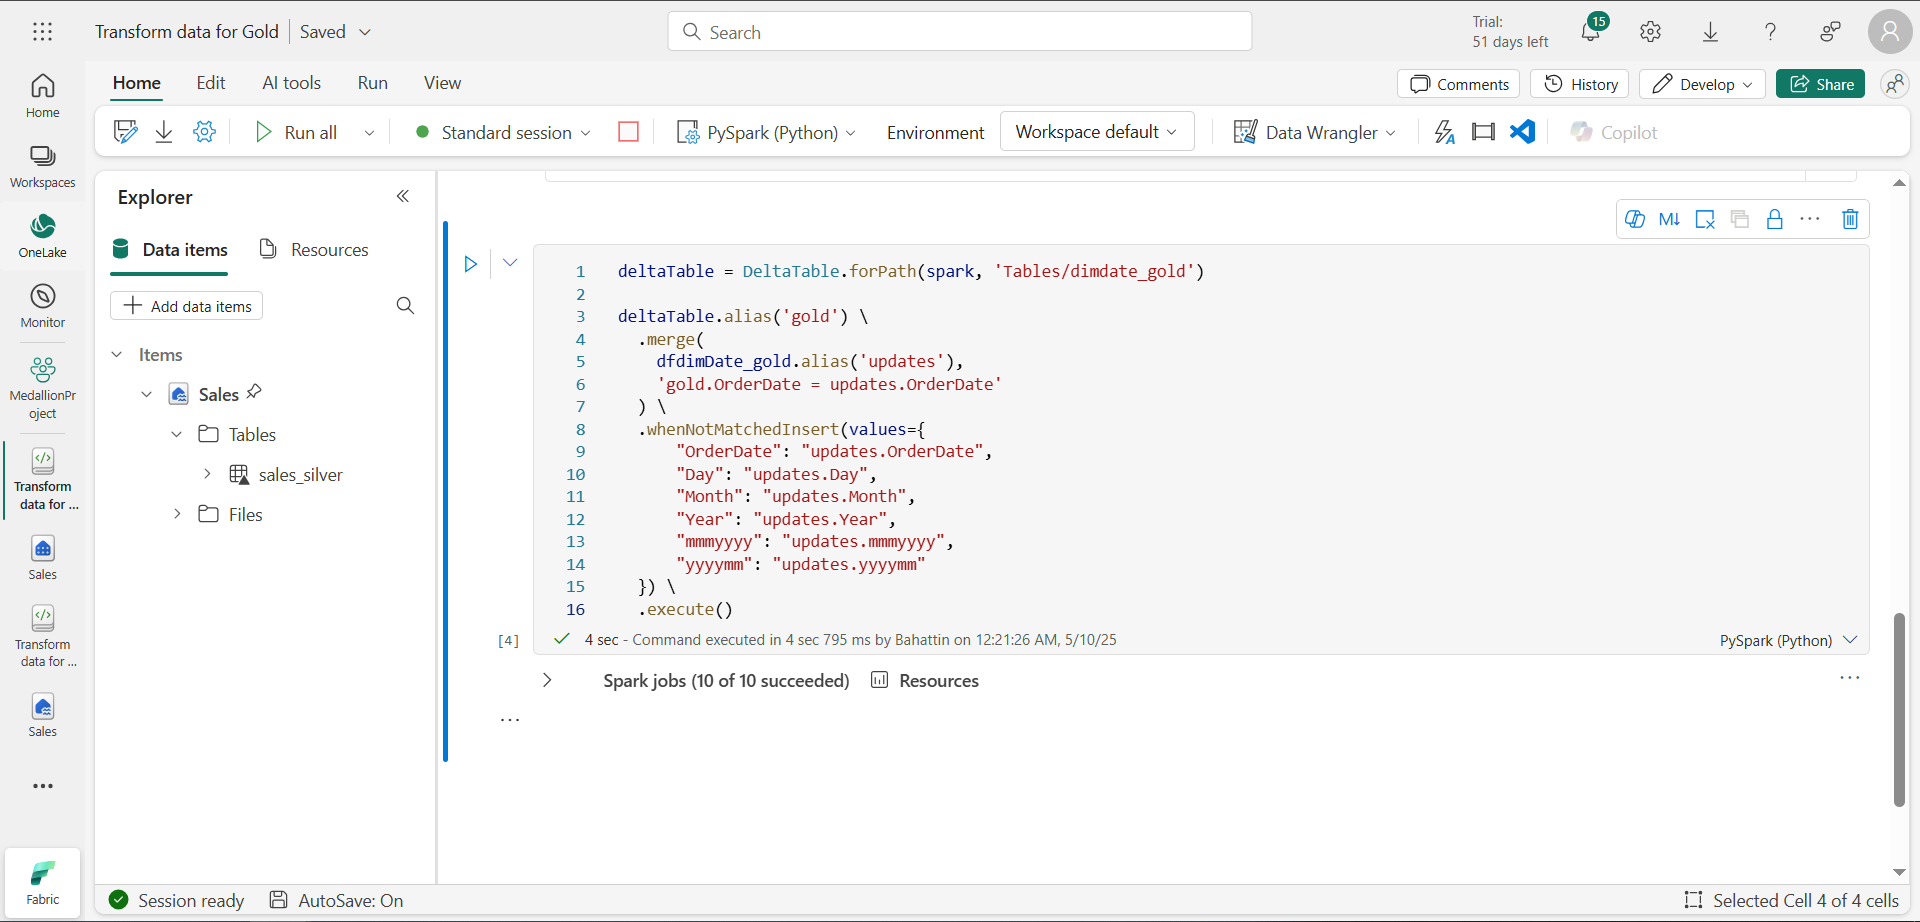 Transform data for Gold
Saved
Search
Trial:
51 days left
15
Home
Edit
AI tools
Run
View
Comments
History
Develop
Share
Run all
Standard session
PySpark (Python)
Environment
Workspace default
Data Wrangler
Copilot
Home
Workspaces
OneLake
Monitor
MedallionPr
oject
Transform
data for ...
Sales
Transform
data for ...
Sales
Fabric
Explorer
Data items
Resources
Add data items
Items
Sales
Tables
sales_silver
Files
M↓
1 deltaTable = DeltaTable.forPath(spark, 'Tables/dimdate_gold')
2
3 deltaTable.alias('gold') \
4 .merge(
5 dfdimDate_gold.alias('updates'),
6 'gold.OrderDate = updates.OrderDate'
7 ) \
8 .whenNotMatchedInsert(values={
9 "OrderDate": "updates.OrderDate",
10 "Day": "updates.Day",
11 "Month": "updates.Month",
12 "Year": "updates.Year",
13 "mmmyyyy": "updates.mmmyyyy",
14 "yyyymm": "updates.yyyymm"
15 }) \
16 .execute()
[4]
4 sec - Command executed in 4 sec 795 ms by Bahattin on 12:21:26 AM, 5/10/25
PySpark (Python)
Spark jobs (10 of 10 succeeded)
Resources
Session ready
AutoSave: On
Selected Cell 4 of 4 cells